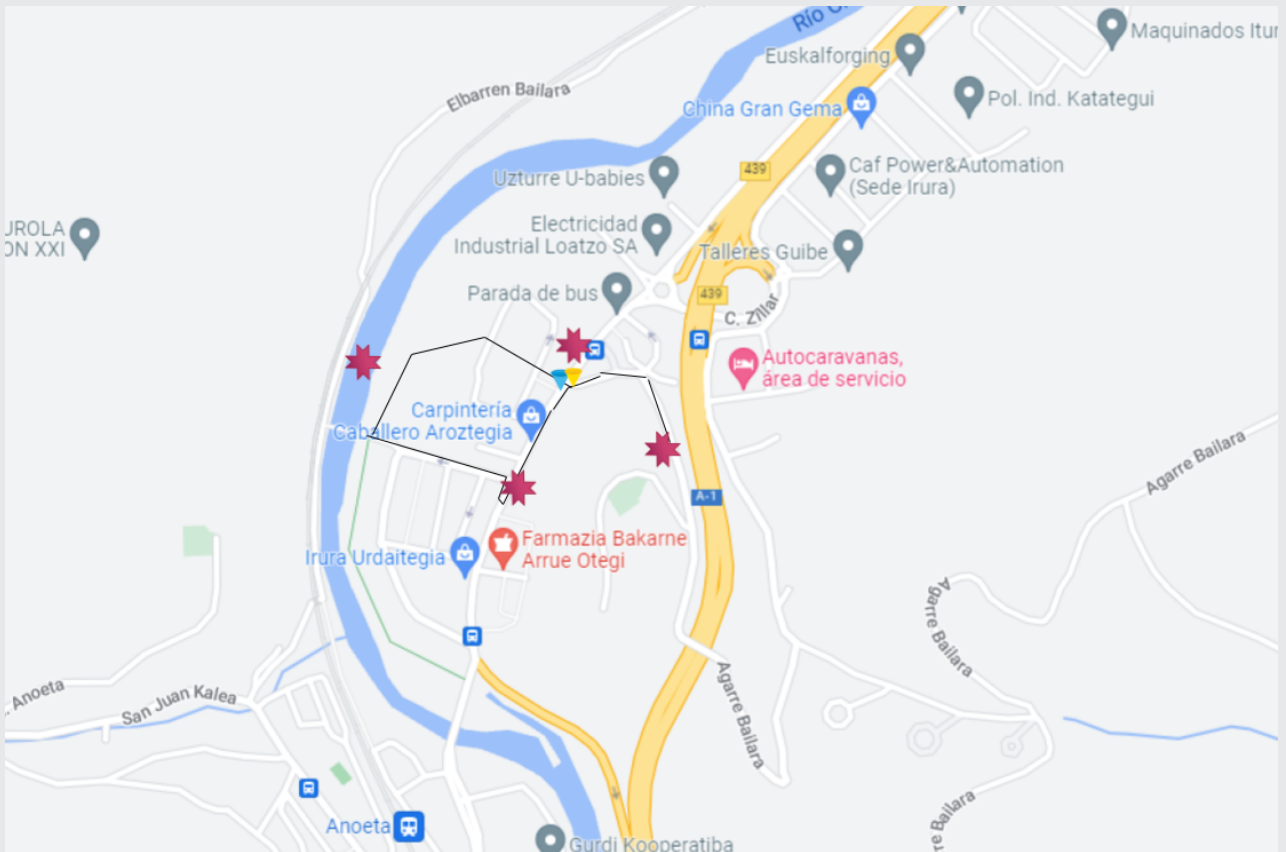 Río O
Maquinados Itur
Euskalforging
Elbarren Bailara
Pol. Ind. Katategui
China Gran Gema
439
Caf Power&Automation
(Sede Irura)
Uzturre U-babies
UROLA
ON XXI
Electricidad
Industrial Loatzo SA
Talleres Guibe
Parada de bus
439
C. Zillar
Autocaravanas,
área de servicio
Carpintería
Caballero Aroztegia
Agarre Bailara
A-1
Farmazia Bakarne
Arrue Otegi
Irura Urdaitegia
Agarre Bailara
Anoeta
San Juan Kalea
Agarre Bailara
Anoeta
re Bailara
Gurdi Kooperatiba